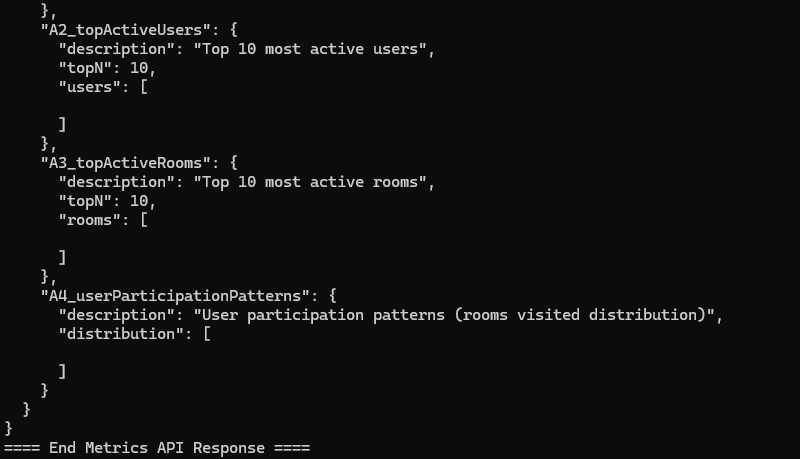 },
"A2_topActiveUsers": {
"description": "Top 10 most active users",
"topN": 10,
"users": [
]
},
"A3_topActiveRooms": {
"description": "Top 10 most active rooms",
"topN": 10,
"rooms": [
]
},
"A4_userParticipationPatterns": {
"description": "User participation patterns (rooms visited distribution)",
"distribution": [
]
}
}
}
==== End Metrics API Response ====